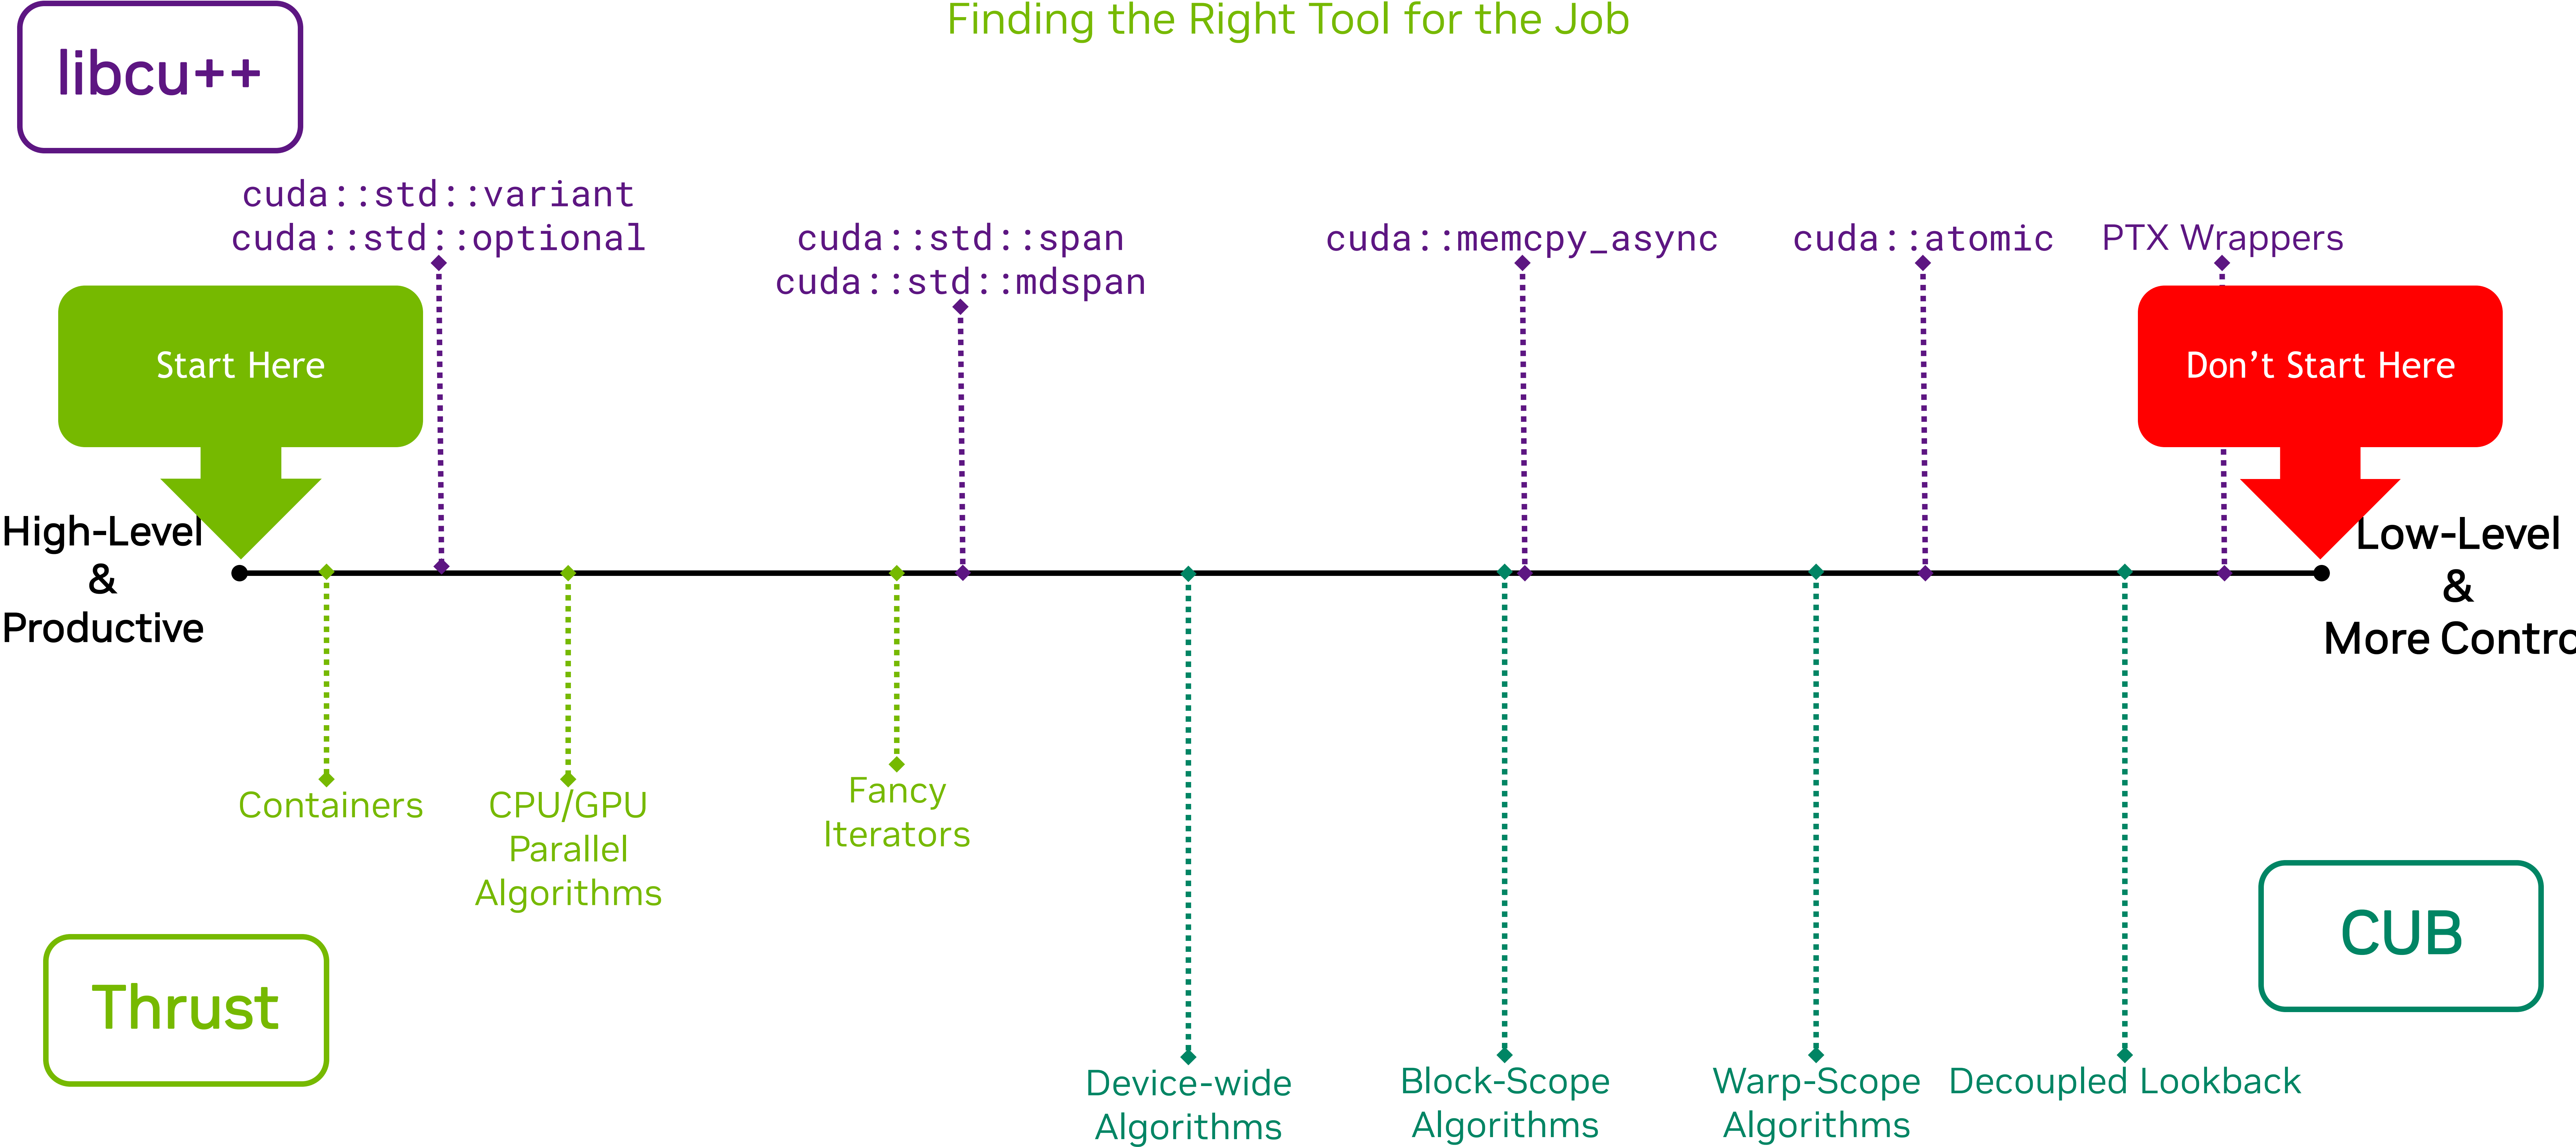 Finding the Right Tool for the Job
libcu++
cuda::std::variant
cuda::std::optional
cuda::std::span
cuda::std::mdspan
cuda::memcpy_async
cuda::atomic
PTX Wrappers
Start Here
Don’t Start Here
High-Level
&
Productive
Low-Level
&
More Contro
Containers
CPU/GPU
Parallel
Algorithms
Fancy
Iterators
Thrust
CUB
Device-wide
Algorithms
Block-Scope
Algorithms
Warp-Scope
Algorithms
Decoupled Lookback